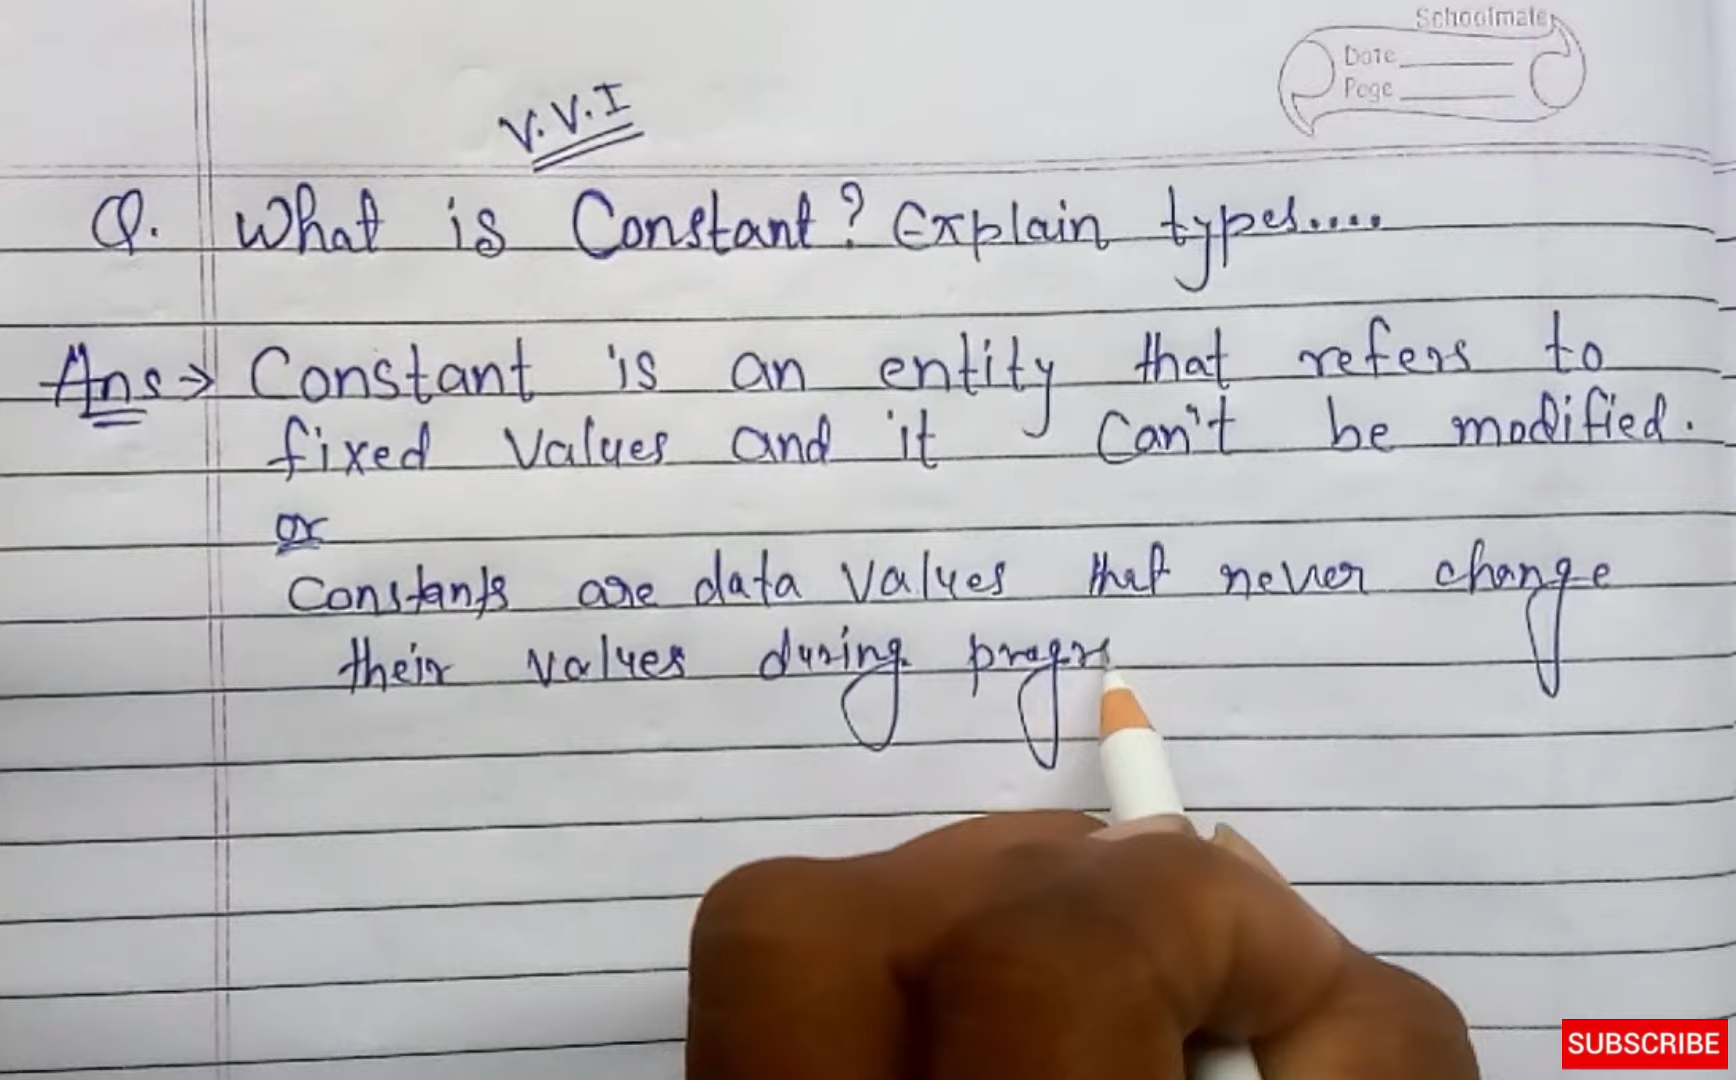 Schoolmate
Date
Page
V.V.I
Q. What is Constant? Explain types....
Ans → Constant is an entity that refers to
fixed values and it can't be modified.
or
Constants are data values that never change
their values during progr
SUBSCRIBE